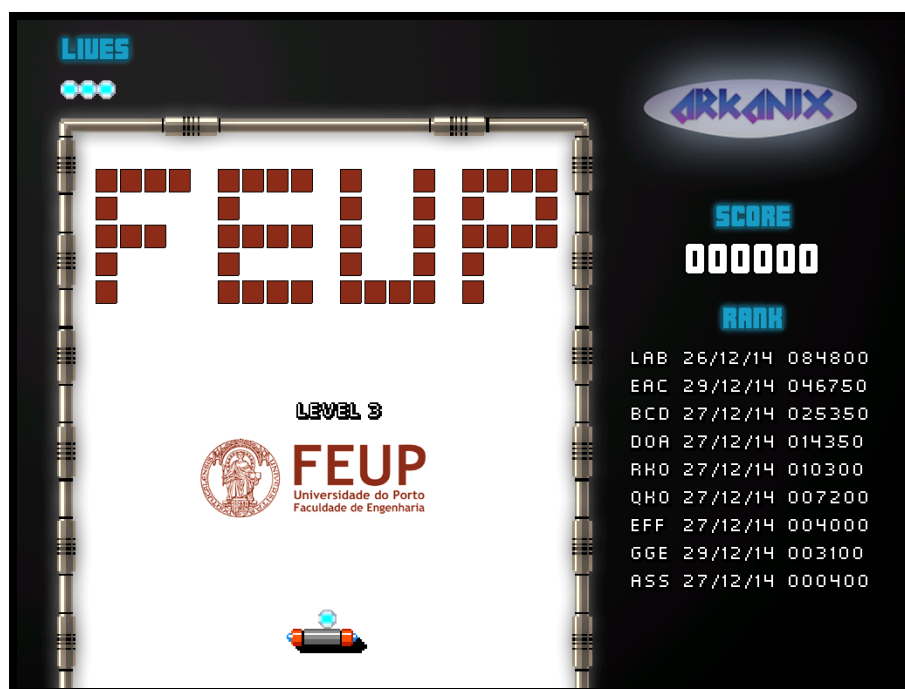 LIVES
ARKANIX
FEUP
SCORE
000000
RANK
LAB 26/12/14 084800
EAC 29/12/14 046750
BCD 27/12/14 025350
DOA 27/12/14 014350
RHO 27/12/14 010300
QHO 27/12/14 007200
EFF 27/12/14 004000
GGE 29/12/14 003100
ASS 27/12/14 000400
LEVEL 3
FEUP
Universidade do Porto
Faculdade de Engenharia